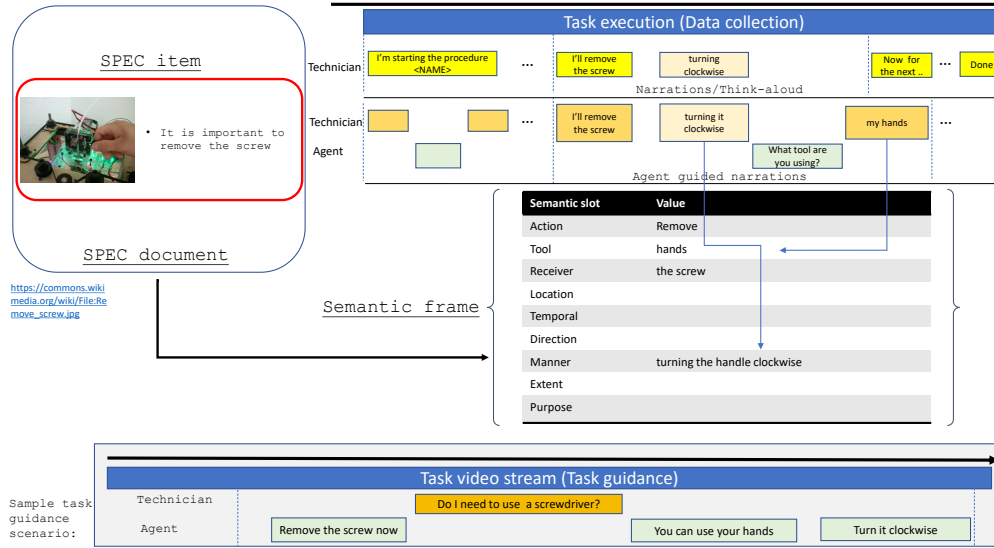 SPEC item
• It is important to
remove the screw
SPEC document
https://commons.wiki
media.org/wiki/File:Re
move_screw.jpg
Task execution (Data collection)
Technician
I'm starting the procedure
<NAME>
...
I'll remove
the screw
turning
clockwise
Now for
the next ..
...
Done
Narrations/Think-aloud
Technician
...
I'll remove
the screw
turning it
clockwise
my hands
...
Agent
What tool are
you using?
Agent guided narrations
Semantic frame
Semantic slot Value
Action Remove
Tool hands
Receiver the screw
Location
Temporal
Direction
Manner turning the handle clockwise
Extent
Purpose
Sample task
guidance
scenario:
Task video stream (Task guidance)
Technician
Do I need to use a screwdriver?
Agent
Remove the screw now
You can use your hands
Turn it clockwise